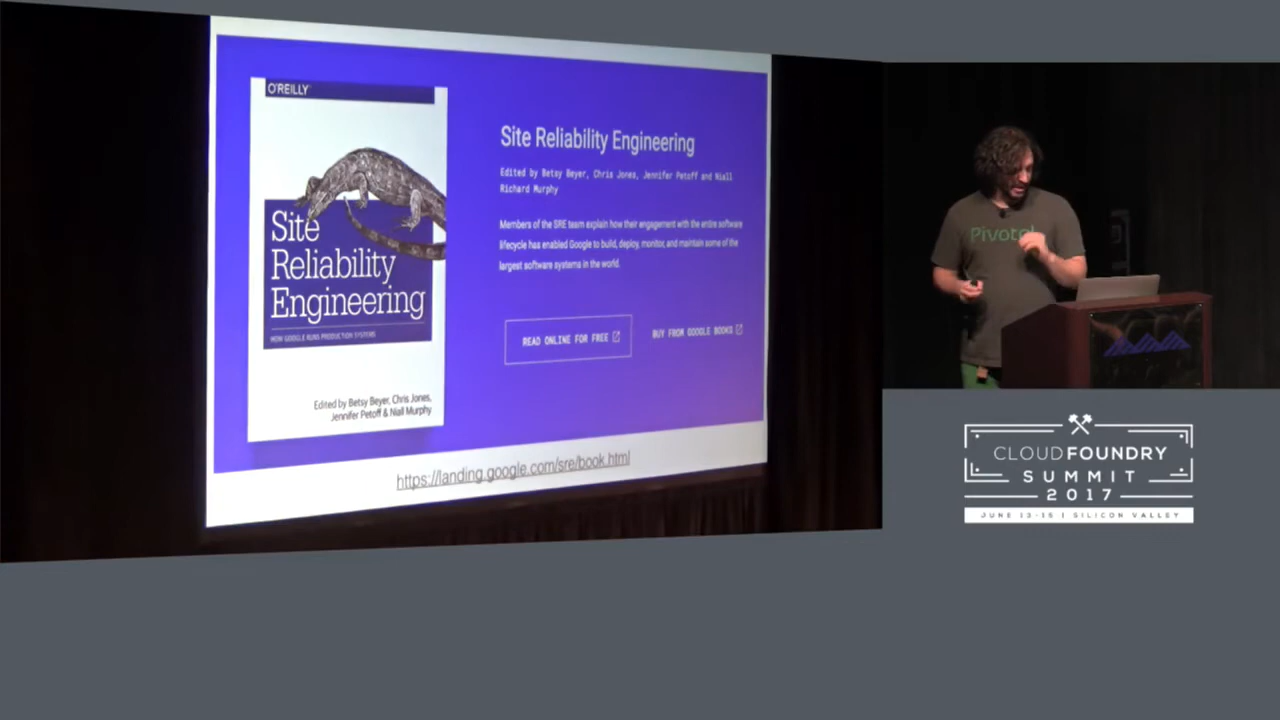 O'REILLY
Site
Reliability
Engineering
HOW GOOGLE RUNS PRODUCTION SYSTEMS
Edited by Betsy Beyer, Chris Jones,
Jennifer Petoff & Niall Murphy
Site Reliability Engineering
Edited by Betsy Beyer, Chris Jones, Jennifer Petoff and Niall
Richard Murphy
Members of the SRE team explain how their engagement with the entire software
lifecycle has enabled Google to build, deploy, monitor, and maintain some of the
largest software systems in the world.
READ ONLINE FOR FREE
BUY FROM GOOGLE BOOKS
https://landing.google.com/sre/book.html
Pivotal
CLOUD FOUNDRY
SUMMIT
2017
JUNE 13-15 | SILICON VALLEY